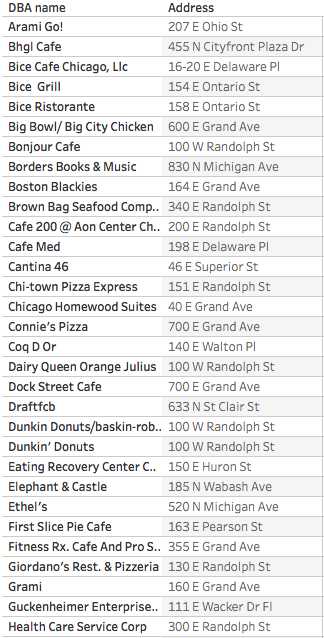 DBA name Address
Arami Go! 207 E Ohio St
Bhgl Cafe 455 N Cityfront Plaza Dr
Bice Cafe Chicago, Llc 16-20 E Delaware Pl
Bice Grill 154 E Ontario St
Bice Ristorante 158 E Ontario St
Big Bowl/ Big City Chicken 600 E Grand Ave
Bonjour Cafe 100 W Randolph St
Borders Books & Music 830 N Michigan Ave
Boston Blackies 164 E Grand Ave
Brown Bag Seafood Comp.. 340 E Randolph St
Cafe 200 @ Aon Center Ch.. 200 E Randolph St
Cafe Med 198 E Delaware Pl
Cantina 46 46 E Superior St
Chi-town Pizza Express 151 E Randolph St
Chicago Homewood Suites 40 E Grand Ave
Connie's Pizza 700 E Grand Ave
Coq D Or 140 E Walton Pl
Dairy Queen Orange Julius 100 W Randolph St
Dock Street Cafe 700 E Grand Ave
Draftfcb 633 N St Clair St
Dunkin Donuts/baskin-rob.. 100 W Randolph St
Dunkin' Donuts 100 W Randolph St
Eating Recovery Center C.. 150 E Huron St
Elephant & Castle 185 N Wabash Ave
Ethel's 520 N Michigan Ave
First Slice Pie Cafe 163 E Pearson St
Fitness Rx. Cafe And Pro S.. 355 E Grand Ave
Giordano's Rest. & Pizzeria 130 E Randolph St
Grami 160 E Grand Ave
Guckenheimer Enterprise.. 111 E Wacker Dr Fl
Health Care Service Corp 300 E Randolph St